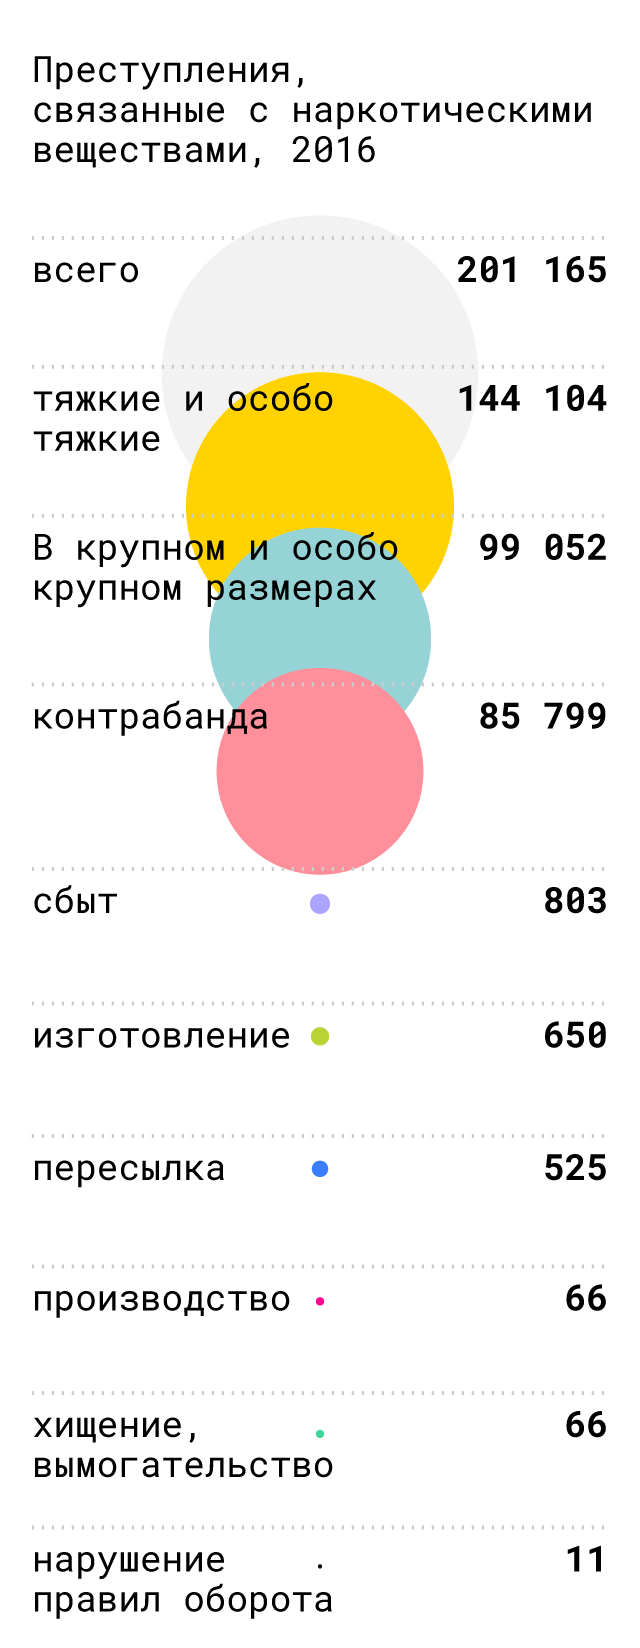 Преступления,
связанные с наркотическими
веществами, 2016
всего 201 165
тяжкие и особо 144 104
тяжкие
В крупном и особо 99 052
крупном размерах
контрабанда 85 799
сбыт 803
изготовление 650
пересылка 525
производство 66
хищение, 66
вымогательство
нарушение 11
правил оборота